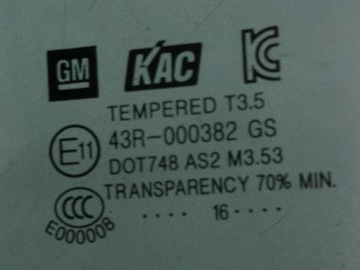 GM KAC KC
TEMPERED T3.5
E11 43R-000382 GS
DOT748 AS2 M3.53
CCC TRANSPARENCY 70% MIN.
E000008 ···· 16 ····